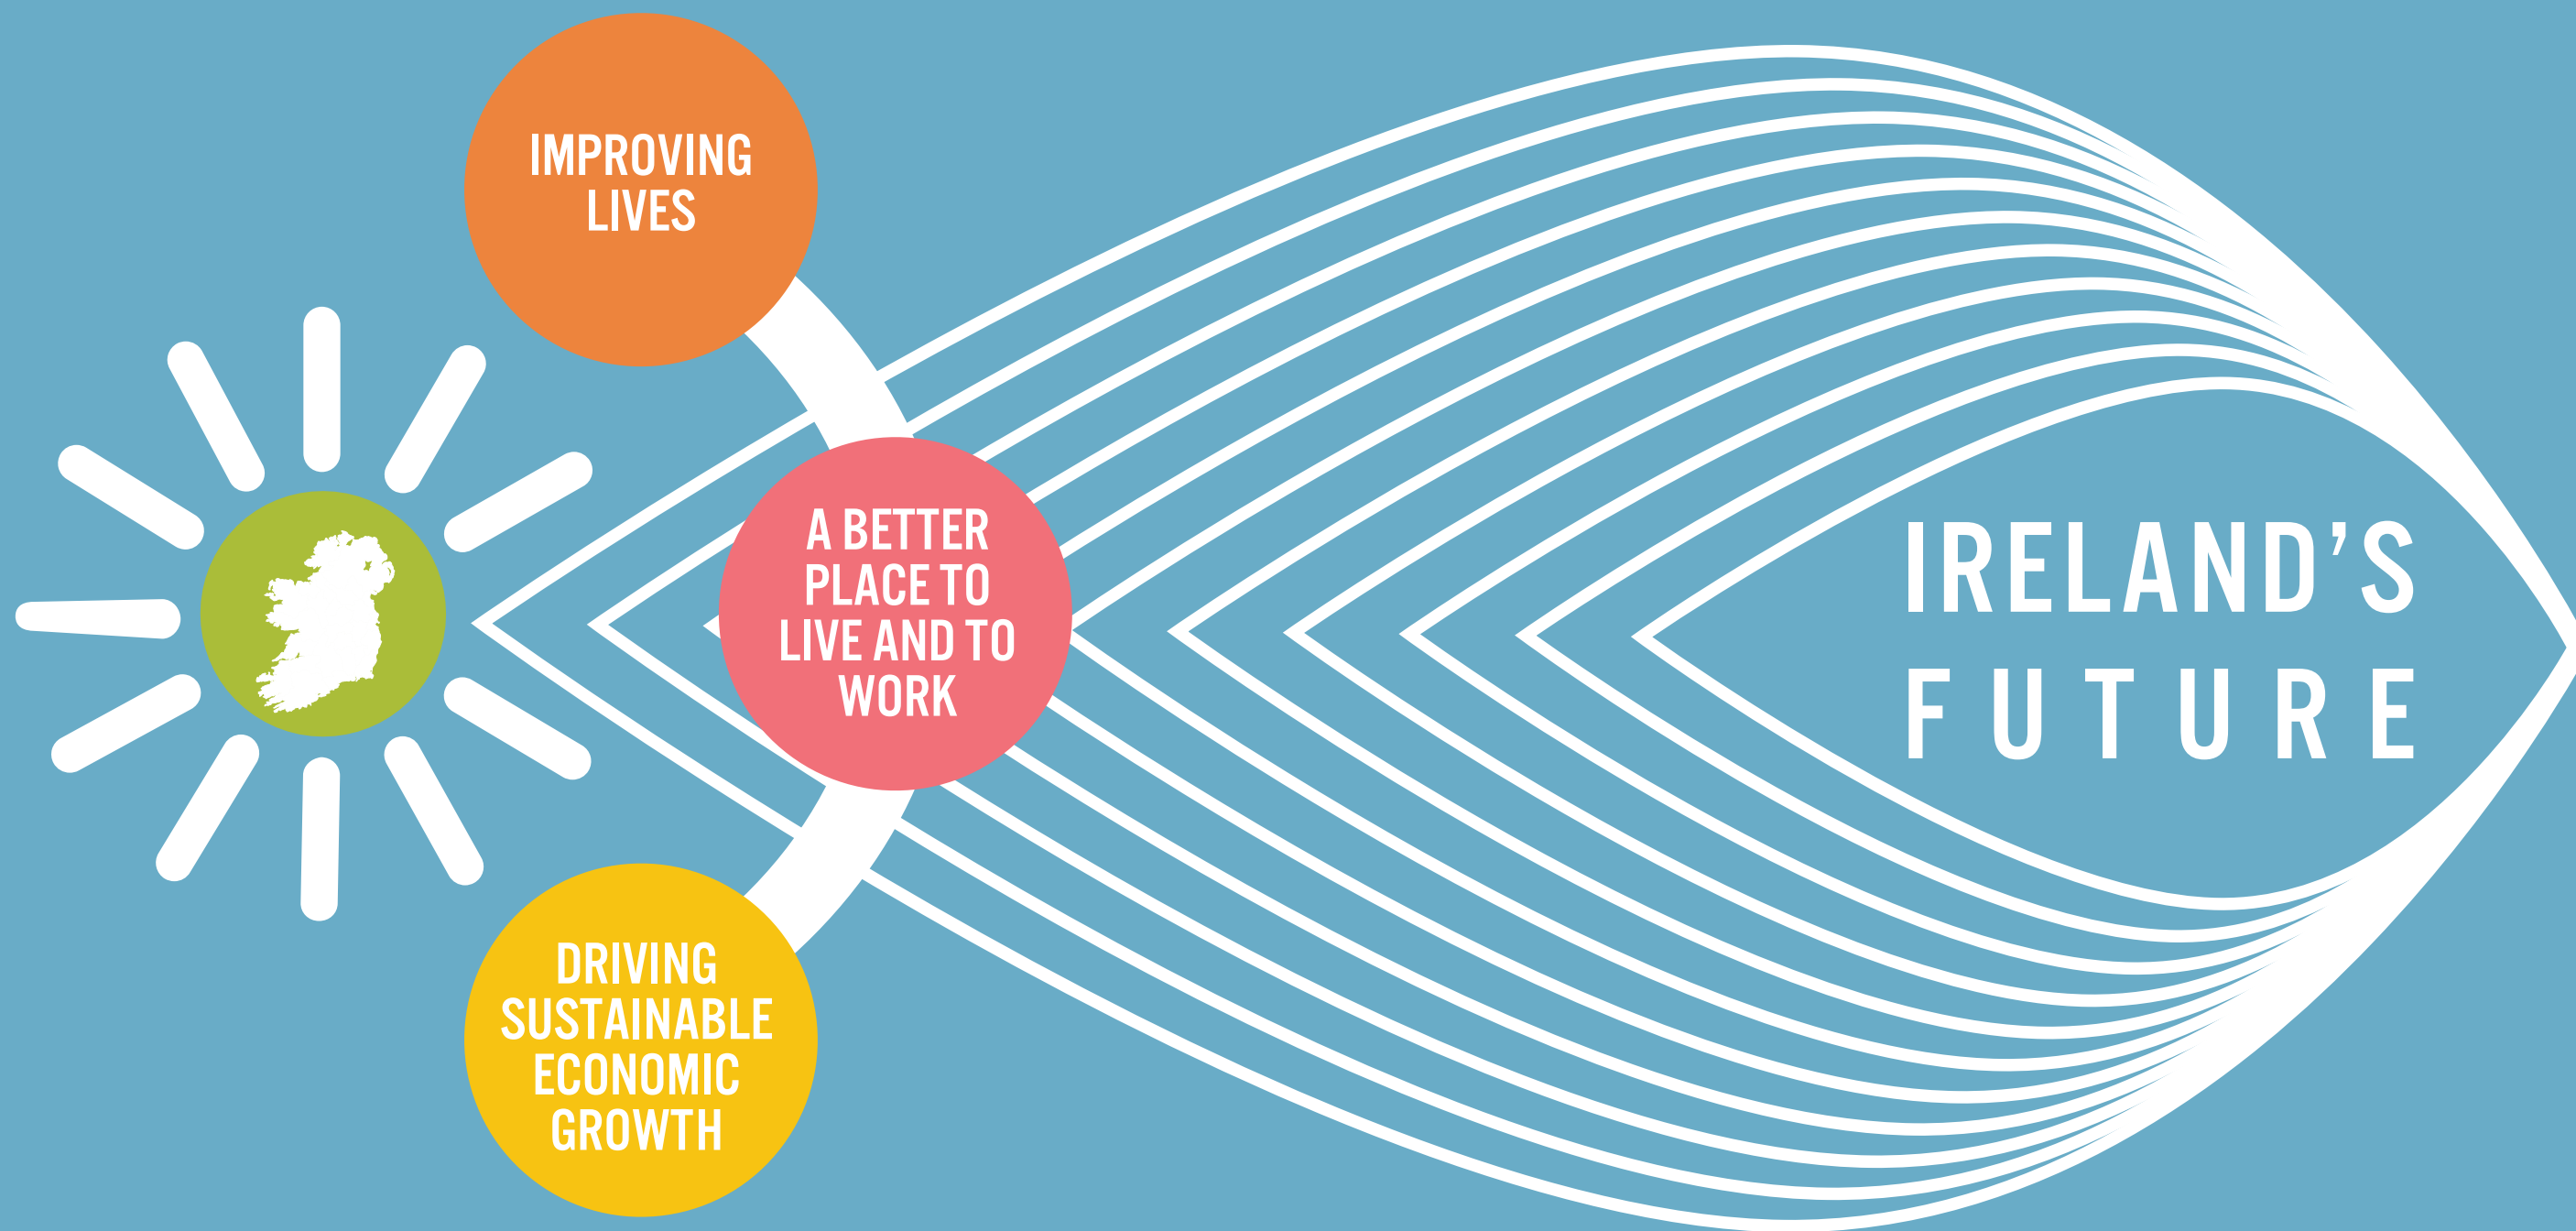 IMPROVING
LIVES
A BETTER
PLACE TO
LIVE AND TO
WORK
DRIVING
SUSTAINABLE
ECONOMIC
GROWTH
IRELAND’S
FUTURE